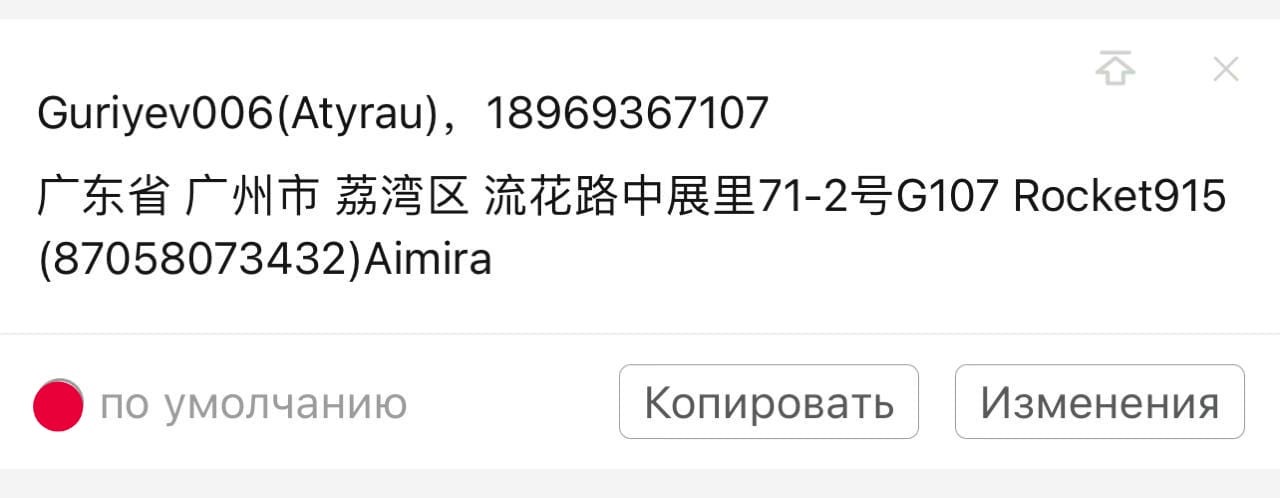 Guriyev006(Atyrau)，18969367107
广东省 广州市 荔湾区 流花路中展里71-2号G107 Rocket915
(87058073432)Aimira
по умолчанию
Копировать
Изменения